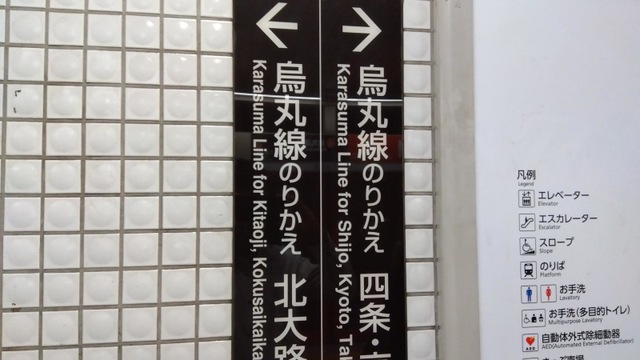 ←
烏丸線のりかえ 北大路
Karasuma Line for Kitaoji, Kokusaikaika
→
烏丸線のりかえ 四条・
Karasuma Line for Shijo, Kyoto, Ta
凡例
Legend
エレベーター
Elevator
エスカレーター
Escalator
スロープ
Slope
のりば
Platform
お手洗
Lavatory
お手洗(多目的トイレ)
Multipurpose Lavatory
AED
自動体外式除細動器
AED(Automated External Defibrillator)